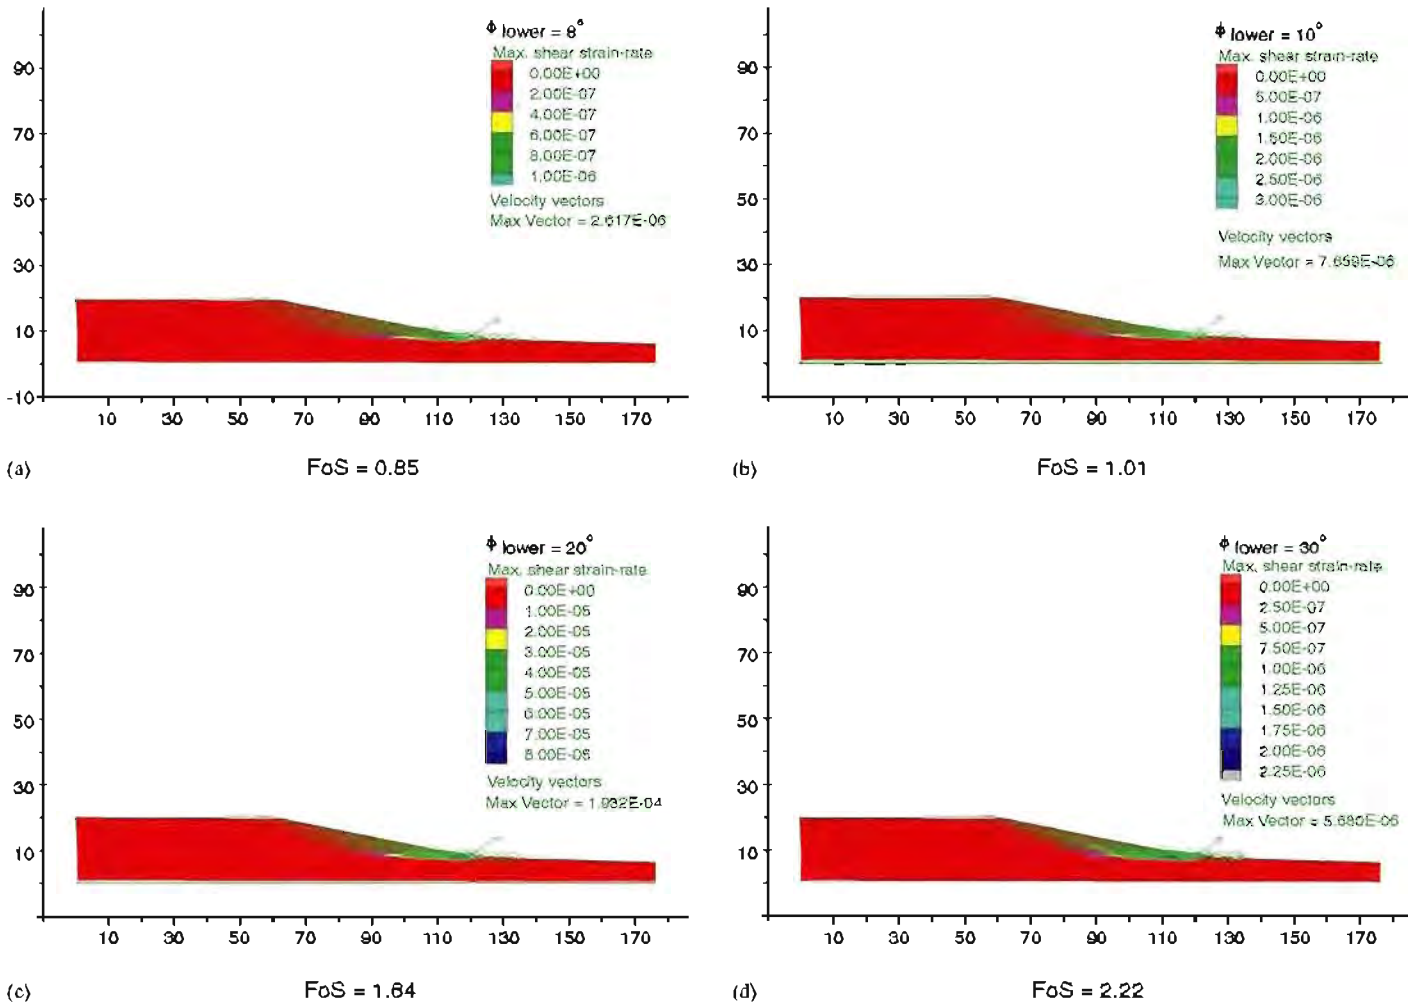 ϕ lower = 8°
Max. shear strain-rate
0.00E+00
2.00E-07
4.00E-07
6.00E-07
8.00E-07
1.00E-06
Velocity vectors
Max Vector = 2.617E-06
90
70
50
30
10
-10
10 30 50 70 90 110 130 150 170
(a)
FoS = 0.85
ϕ lower = 10°
Max. shear strain-rate
0.00E+00
5.00E-07
1.00E-06
1.50E-06
2.00E-06
2.50E-06
3.00E-06
Velocity vectors
Max Vector = 7.659E-06
90
70
50
30
10
10 30 50 70 90 110 130 150 170
(b)
FoS = 1.01
ϕ lower = 20°
Max. shear strain-rate
0.00E+00
1.00E-05
2.00E-05
3.00E-05
4.00E-05
5.00E-05
6.00E-05
7.00E-05
8.00E-05
Velocity vectors
Max Vector = 1.932E-04
90
70
50
30
10
10 30 50 70 90 110 130 150 170
(c)
FoS = 1.64
ϕ lower = 30°
Max. shear strain-rate
0.00E+00
2.50E-07
5.00E-07
7.50E-07
1.00E-06
1.25E-06
1.50E-06
1.75E-06
2.00E-06
2.25E-06
Velocity vectors
Max Vector = 5.680E-06
90
70
50
30
10
10 30 50 70 90 110 130 150 170
(d)
FoS = 2.22